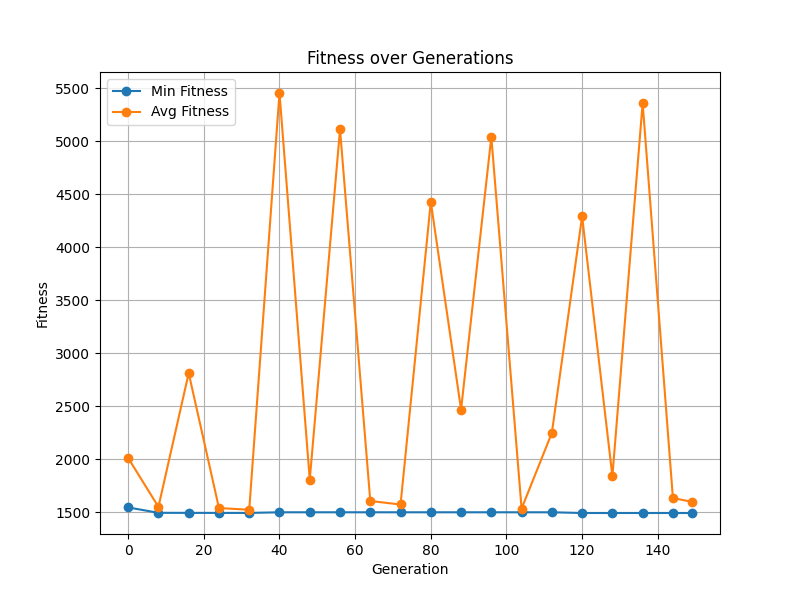 Fitness over Generations
Min Fitness
Avg Fitness
5500
5000
4500
4000
3500
3000
2500
2000
1500
Fitness
0 20 40 60 80 100 120 140
Generation